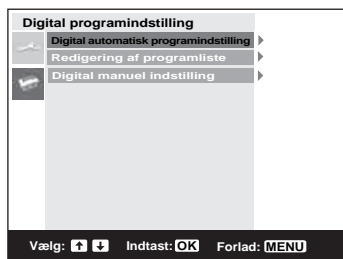 Digital programindstilling
Digital automatisk programindstilling
Redigering af programliste
Digital manuel indstilling
Vælg: ↑ ↓ Indtast: OK Forlad: MENU